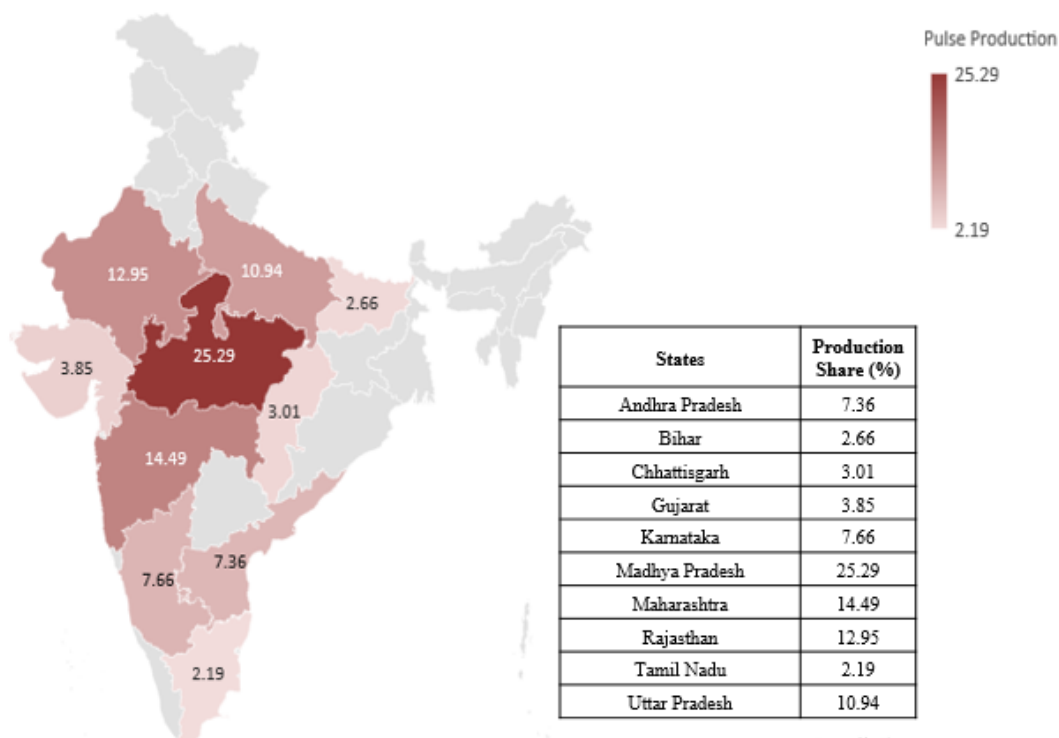 Pulse Production
25.29
2.19
12.95
10.94
2.66
25.29
3.85
3.01
14.49
7.36
7.66
2.19
States Production Share (%)
Andhra Pradesh 7.36
Bihar 2.66
Chhattisgarh 3.01
Gujarat 3.85
Karnataka 7.66
Madhya Pradesh 25.29
Maharashtra 14.49
Rajasthan 12.95
Tamil Nadu 2.19
Uttar Pradesh 10.94